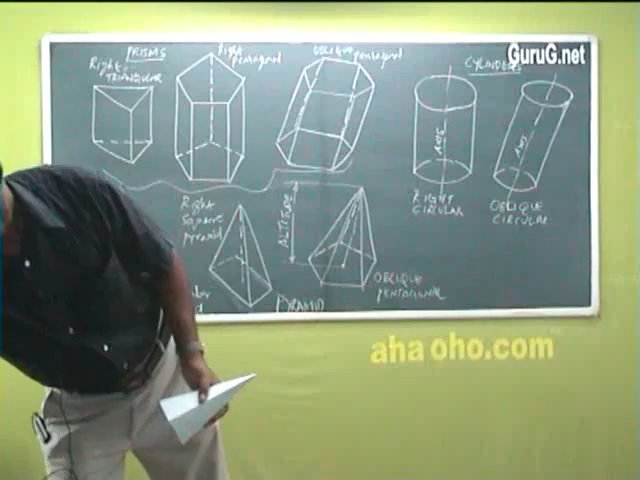 GuruG.net
PRISMS
Right
TRIANGULAR
Right
Pentagonal
OBLIQUE
Pentagonal
CYLINDERS
AXIS
AXIS
RIGHT
CIRCULAR
OBLIQUE
CIRCULAR
Right
Square
Pyramid
ALTITUDE
OBLIQUE
PENTAGONAL
PYRAMID
aha oho.com